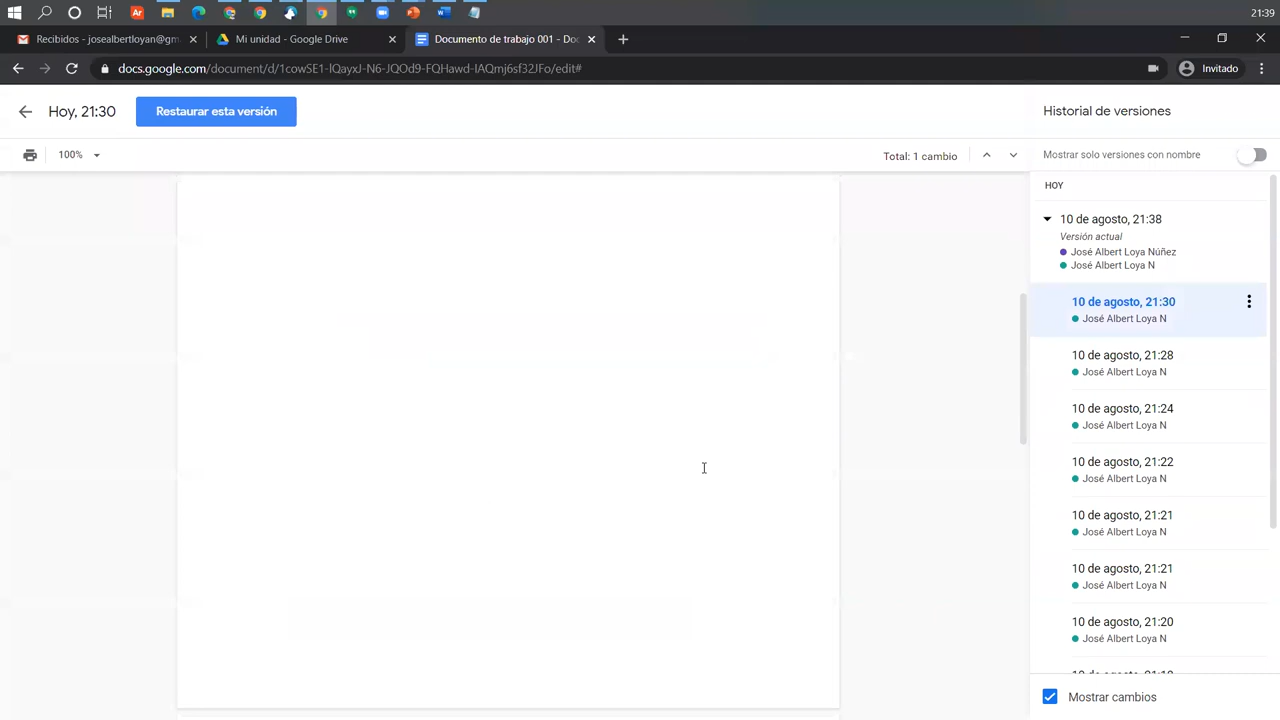 21:39
Recibidos - josealbertloyan@gm
Mi unidad - Google Drive
Documento de trabajo 001 - Doc
docs.google.com/document/d/1cowSE1-IQayxJ-N6-JQOd9-FQHawd-IAQmj6sf32JFo/edit#
Invitado
Hoy, 21:30
Restaurar esta versión
Historial de versiones
100%
Total: 1 cambio
Mostrar solo versiones con nombre
HOY
10 de agosto, 21:38
Versión actual
José Albert Loya Núñez
José Albert Loya N
10 de agosto, 21:30
José Albert Loya N
10 de agosto, 21:28
José Albert Loya N
10 de agosto, 21:24
José Albert Loya N
10 de agosto, 21:22
José Albert Loya N
10 de agosto, 21:21
José Albert Loya N
10 de agosto, 21:21
José Albert Loya N
10 de agosto, 21:20
José Albert Loya N
Mostrar cambios